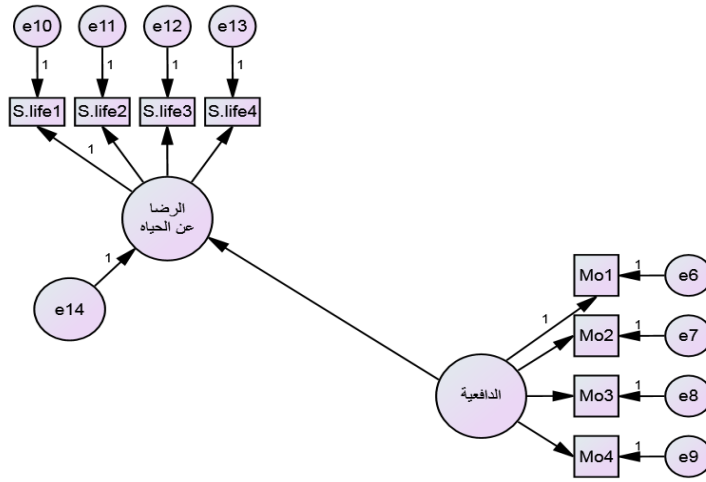 e10 e11 e12 e13
1 1 1 1
S.life1 S.life2 S.life3 S.life4
1
الرضا
عن الحياه
1
e14
Mo1 1 e6
1
Mo2 1 e7
الدافعية
Mo3 1 e8
Mo4 1 e9